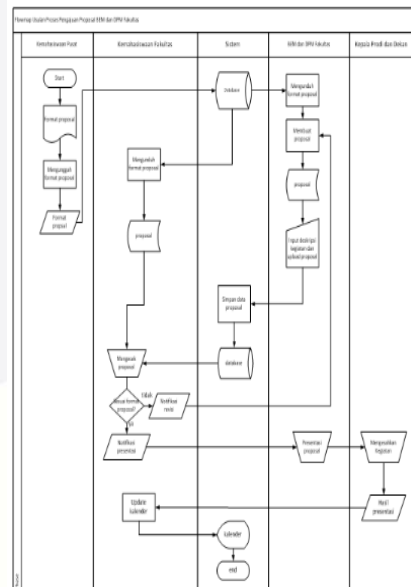 Flowmap Usulan Proses Pengajuan Proposal BEM dan DPM Fakultas
Kemahasiswaan Pusat
Kemahasiswaan Fakultas
Sistem
BEM dan DPM Fakultas
Kepala Prodi dan Dekan
Start
Format proposal
Mengunggah
format proposal
Format
proposal
Mengunduh
format proposal
proposal
Mengecek
proposal
Sesuai format
proposal?
tidak
ya
Notifikasi
revisi
Notifikasi
presentasi
Update
kalender
Database
Simpan data
proposal
database
kalender
end
Mengunduh
format proposal
Membuat
proposal
proposal
Input deskripsi
kegiatan dan
upload proposal
Presentasi
proposal
Mengesahkan
kegiatan
Hasil
presentasi